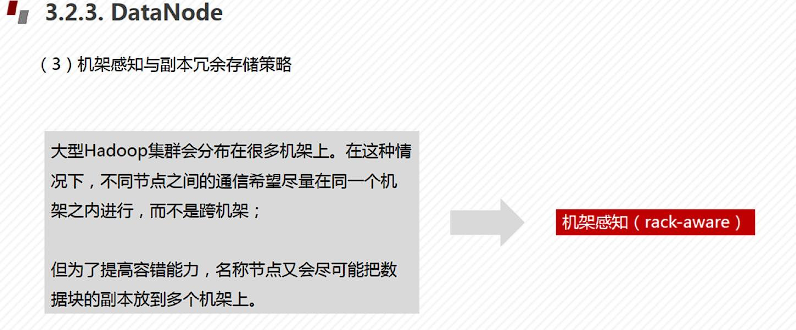 3.2.3. DataNode
（3）机架感知与副本冗余存储策略
大型Hadoop集群会分布在很多机架上。在这种情
况下，不同节点之间的通信希望尽量在同一个机
架之内进行，而不是跨机架；
但为了提高容错能力，名称节点又会尽可能把数
据块的副本放到多个机架上。
机架感知（rack-aware）